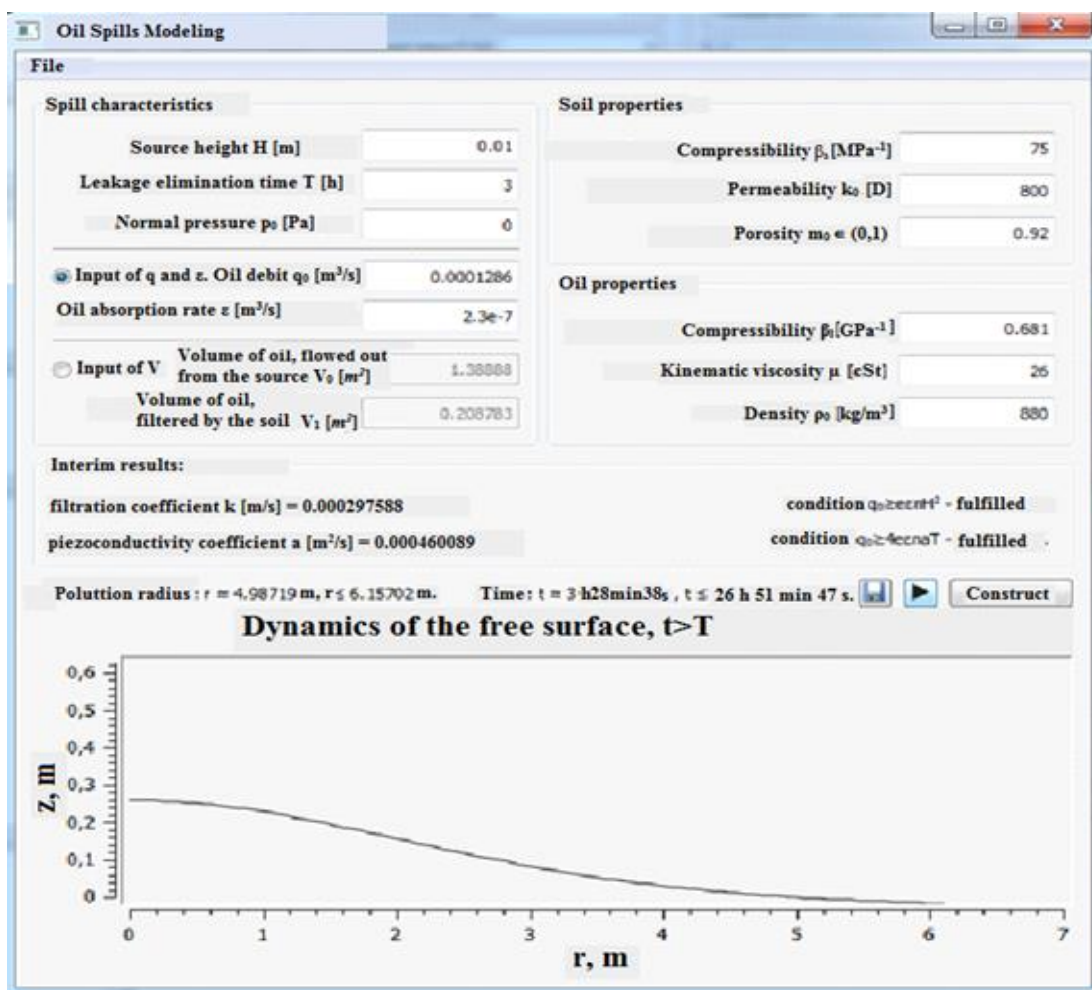 Oil Spills Modeling
File
Spill characteristics
Source height H [m] 0.01
Leakage elimination time T [h] 3
Normal pressure p₀ [Pa] 0
Input of q and ε. Oil debit q₀ [m³/s] 0.0001286
Oil absorption rate ε [m³/s] 2.3e-7
Input of V Volume of oil, flowed out from the source V₀ [m²] 1.38888
Volume of oil, filtered by the soil V₁ [m²] 0.208783
Soil properties
Compressibility βₛ[MPa⁻¹] 75
Permeability k₀ [D] 800
Porosity m₀ ∈ (0,1) 0.92
Oil properties
Compressibility βₗ[GPa⁻¹] 0.681
Kinematic viscosity μ [cSt] 26
Density ρ₀ [kg/m³] 880
Interim results:
filtration coefficient k [m/s] = 0.000297588
condition - fulfilled
piezoconductivity coefficient a [m²/s] = 0.000460089
condition - fulfilled .
Poluttion radius : r = 4.98719 m, r ≤ 6.15702 m.
Time: t = 3 h28min38s , t ≤ 26 h 51 min 47 s.
Construct
Dynamics of the free surface, t>T
z, m
0,6
0,5
0,4
0,3
0,2
0,1
0
0 1 2 3 4 5 6 7
r, m